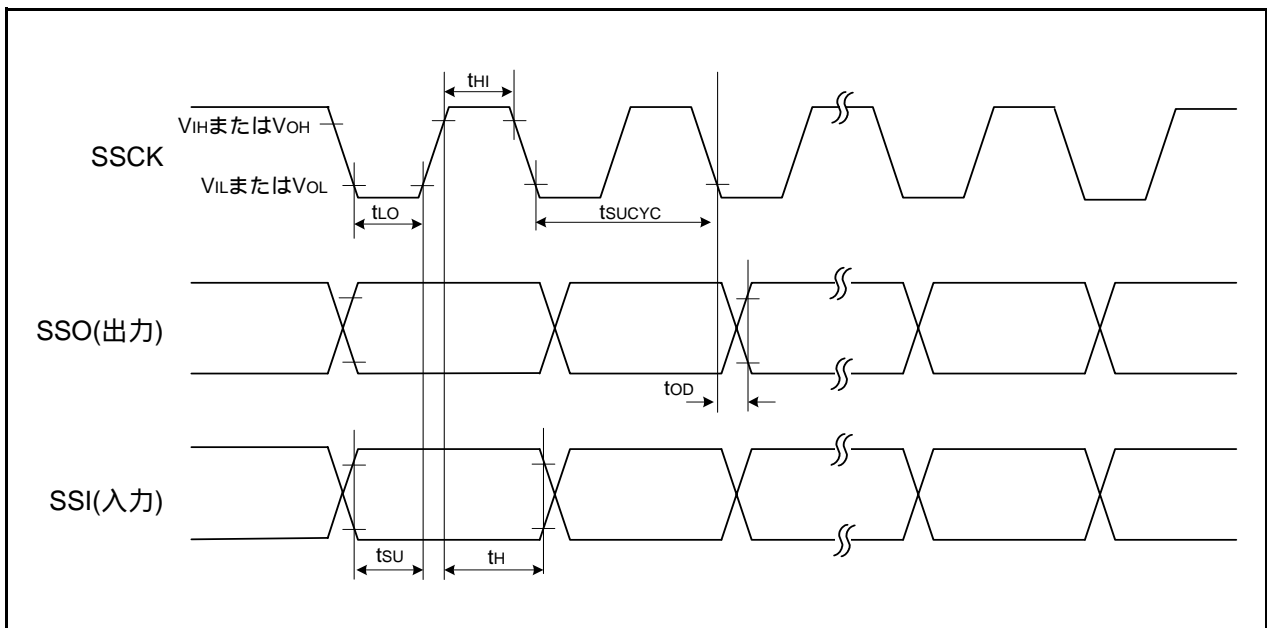 tHI
VIHまたはVOH
SSCK
VILまたはVOL
tLO
tSUCYC
SSO(出力)
tOD
SSI(入力)
tSU
tH